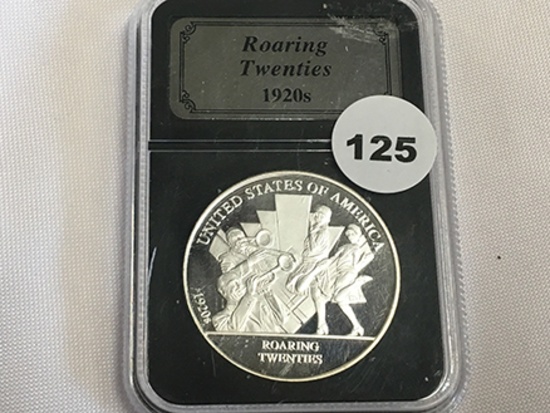 Roaring
Twenties
1920s
125
UNITED STATES OF AMERICA
1920s
ROARING
TWENTIES